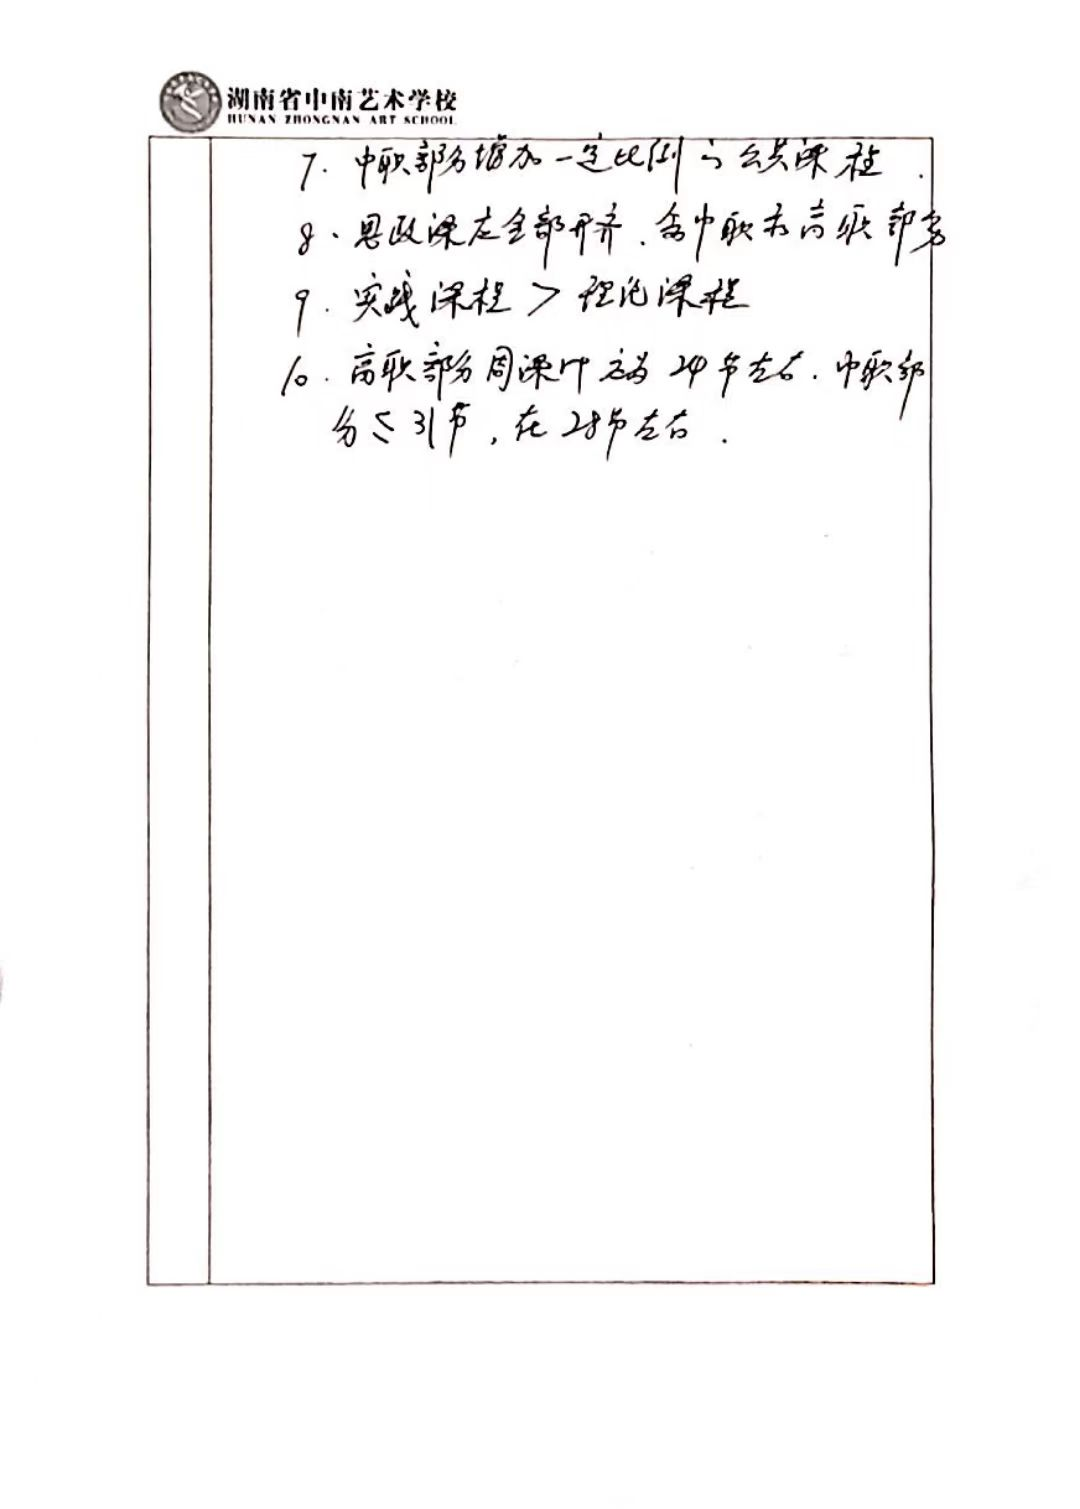 湖南省中南艺术学校
HUNAN ZHONGNAN ART SCHOOL
7. 中职部分增加一定比例的公共课程.
8. 思政课应全部开齐.含中职和高职部分
9. 实践课程 > 理论课程
10. 高职部分周课时应为24节左右.中职部
分≤31节,在28节左右.